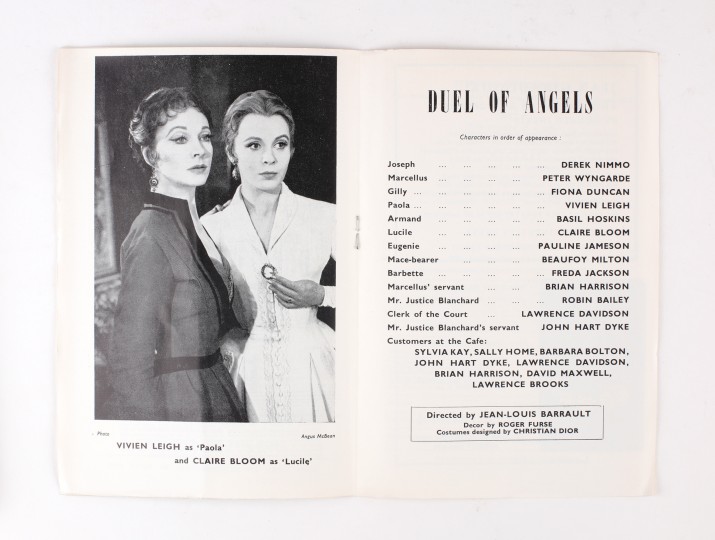 Photo
Angus McBean
VIVIEN LEIGH as 'Paola'
and CLAIRE BLOOM as 'Lucile'
DUEL OF ANGELS
Characters in order of appearance :
Joseph ... ... ... ... ... DEREK NIMMO
Marcellus ... ... ... ... PETER WYNGARDE
Gilly ... ... ... ... ... FIONA DUNCAN
Paola ... ... ... ... ... VIVIEN LEIGH
Armand ... ... ... ... ... BASIL HOSKINS
Lucile ... ... ... ... CLAIRE BLOOM
Eugenie ... ... ... ... PAULINE JAMESON
Mace-bearer ... ... ... BEAUFOY MILTON
Barbette ... ... ... ... FREDA JACKSON
Marcellus' servant ... ... BRIAN HARRISON
Mr. Justice Blanchard ... ... ROBIN BAILEY
Clerk of the Court ... LAWRENCE DAVIDSON
Mr. Justice Blanchard's servant JOHN HART DYKE
Customers at the Cafe:
SYLVIA KAY, SALLY HOME, BARBARA BOLTON,
JOHN HART DYKE, LAWRENCE DAVIDSON,
BRIAN HARRISON, DAVID MAXWELL,
LAWRENCE BROOKS
Directed by JEAN-LOUIS BARRAULT
Decor by ROGER FURSE
Costumes designed by CHRISTIAN DIOR